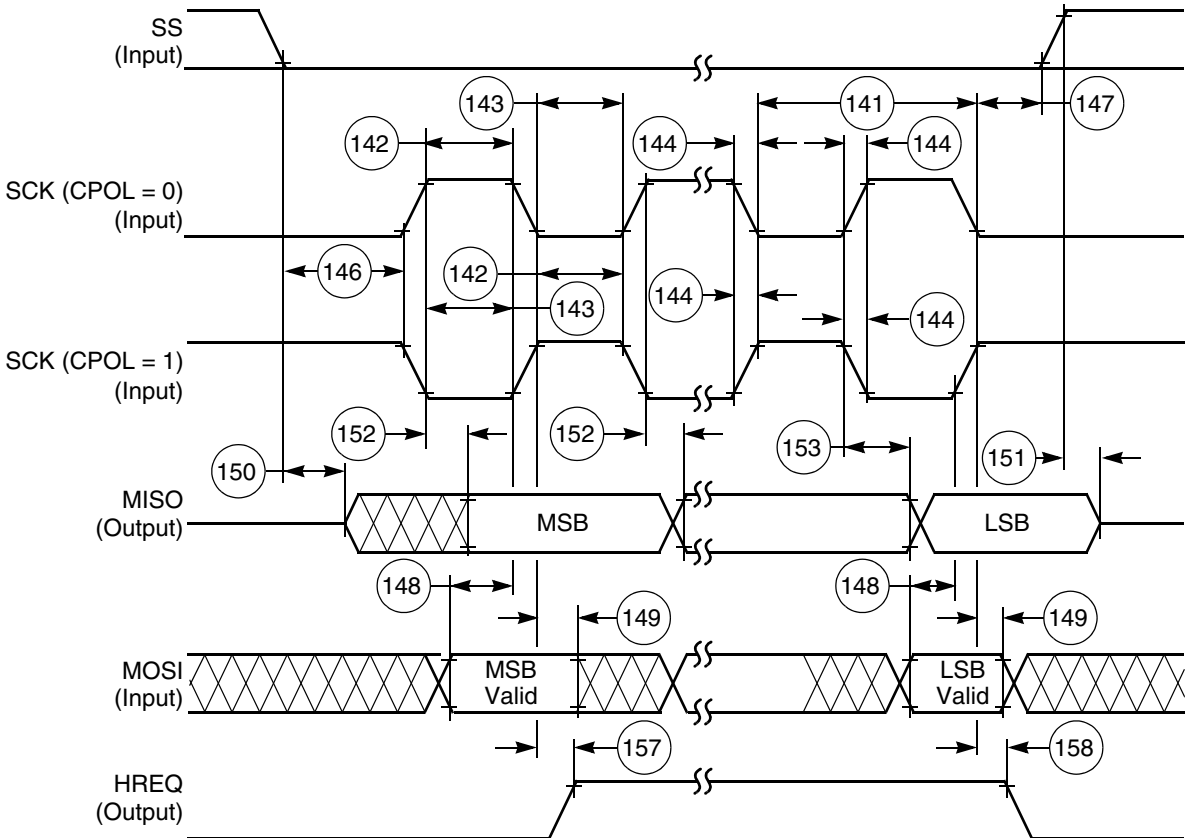 SS
(Input)
143
141
147
142
144
144
SCK (CPOL = 0)
(Input)
146
142
143
144
144
SCK (CPOL = 1)
(Input)
152
152
153
150
151
MISO
(Output)
MSB
LSB
148
148
149
149
MOSI
(Input)
MSB
Valid
LSB
Valid
157
158
HREQ
(Output)